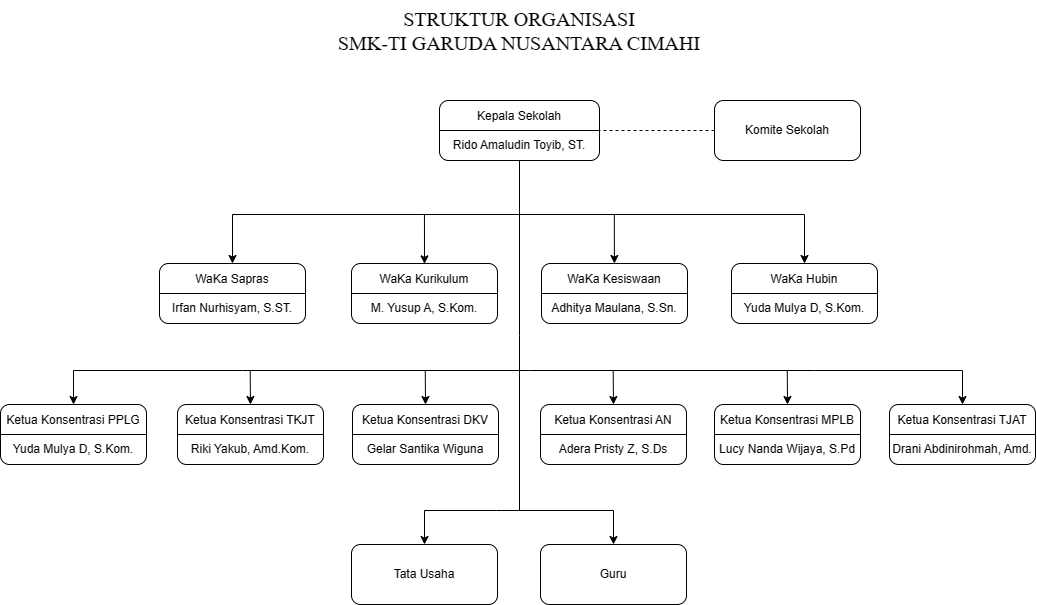 STRUKTUR ORGANISASI
SMK-TI GARUDA NUSANTARA CIMAHI
Kepala Sekolah
Rido Amaludin Toyib, ST.
Komite Sekolah
WaKa Sapras
Irfan Nurhisyam, S.ST.
WaKa Kurikulum
M. Yusup A, S.Kom.
WaKa Kesiswaan
Adhitya Maulana, S.Sn.
WaKa Hubin
Yuda Mulya D, S.Kom.
Ketua Konsentrasi PPLG
Yuda Mulya D, S.Kom.
Ketua Konsentrasi TKJT
Riki Yakub, Amd.Kom.
Ketua Konsentrasi DKV
Gelar Santika Wiguna
Ketua Konsentrasi AN
Adera Pristy Z, S.Ds
Ketua Konsentrasi MPLB
Lucy Nanda Wijaya, S.Pd
Ketua Konsentrasi TJAT
Drani Abdinirohmah, Amd.
Tata Usaha
Guru